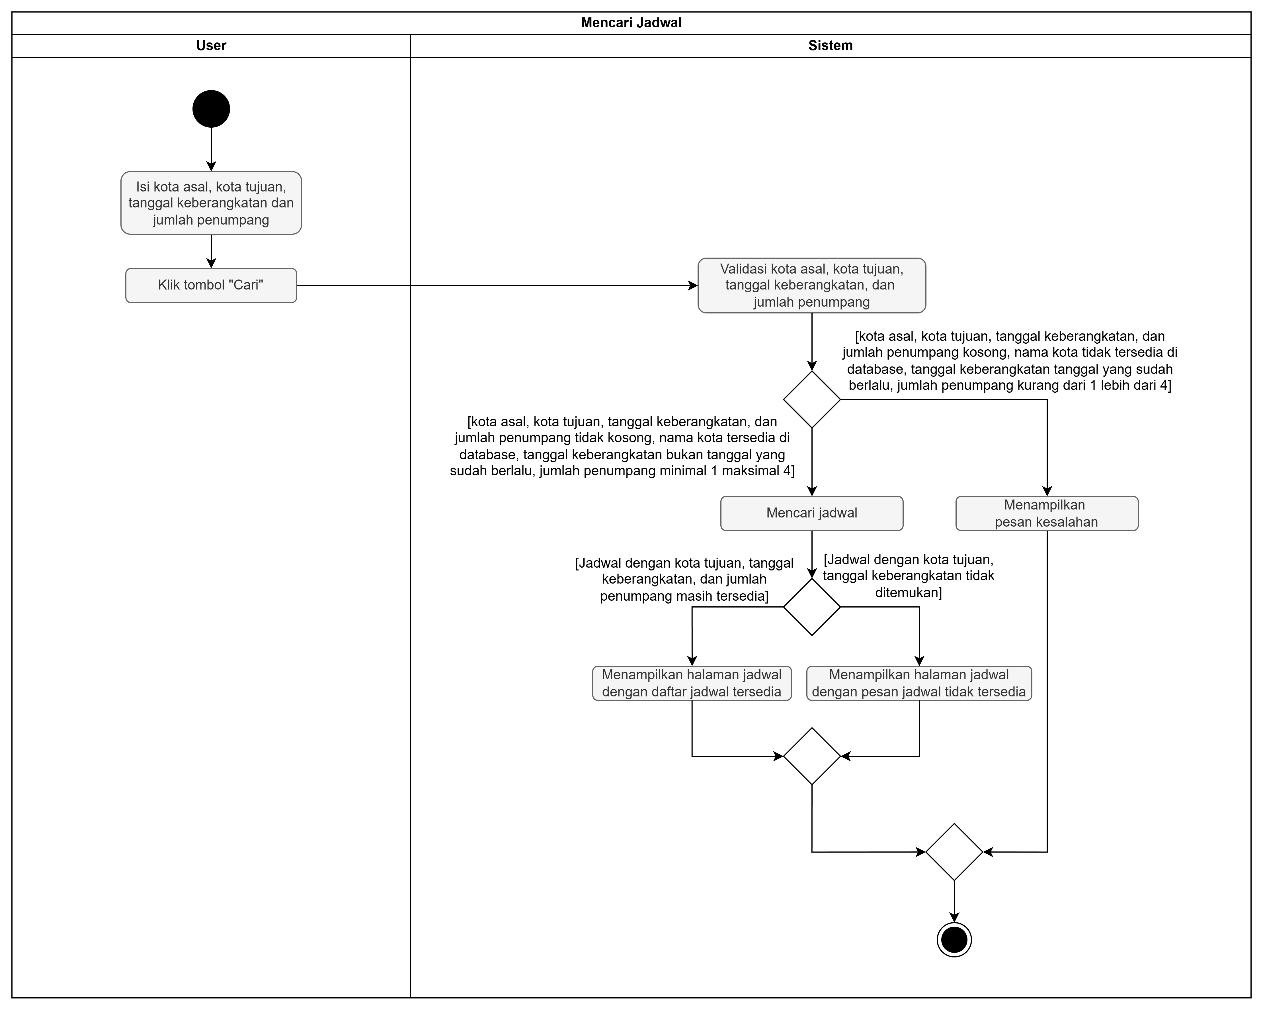 Mencari Jadwal
User
Sistem
Isi kota asal, kota tujuan,
tanggal keberangkatan dan
jumlah penumpang
Klik tombol "Cari"
Validasi kota asal, kota tujuan,
tanggal keberangkatan, dan
jumlah penumpang
[kota asal, kota tujuan, tanggal keberangkatan, dan
jumlah penumpang kosong, nama kota tidak tersedia di
database, tanggal keberangkatan tanggal yang sudah
berlalu, jumlah penumpang kurang dari 1 lebih dari 4]
[kota asal, kota tujuan, tanggal keberangkatan, dan
jumlah penumpang tidak kosong, nama kota tersedia di
database, tanggal keberangkatan bukan tanggal yang
sudah berlalu, jumlah penumpang minimal 1 maksimal 4]
Mencari jadwal
Menampilkan
pesan kesalahan
[Jadwal dengan kota tujuan, tanggal
keberangkatan, dan jumlah
penumpang masih tersedia]
[Jadwal dengan kota tujuan,
tanggal keberangkatan tidak
ditemukan]
Menampilkan halaman jadwal
dengan daftar jadwal tersedia
Menampilkan halaman jadwal
dengan pesan jadwal tidak tersedia